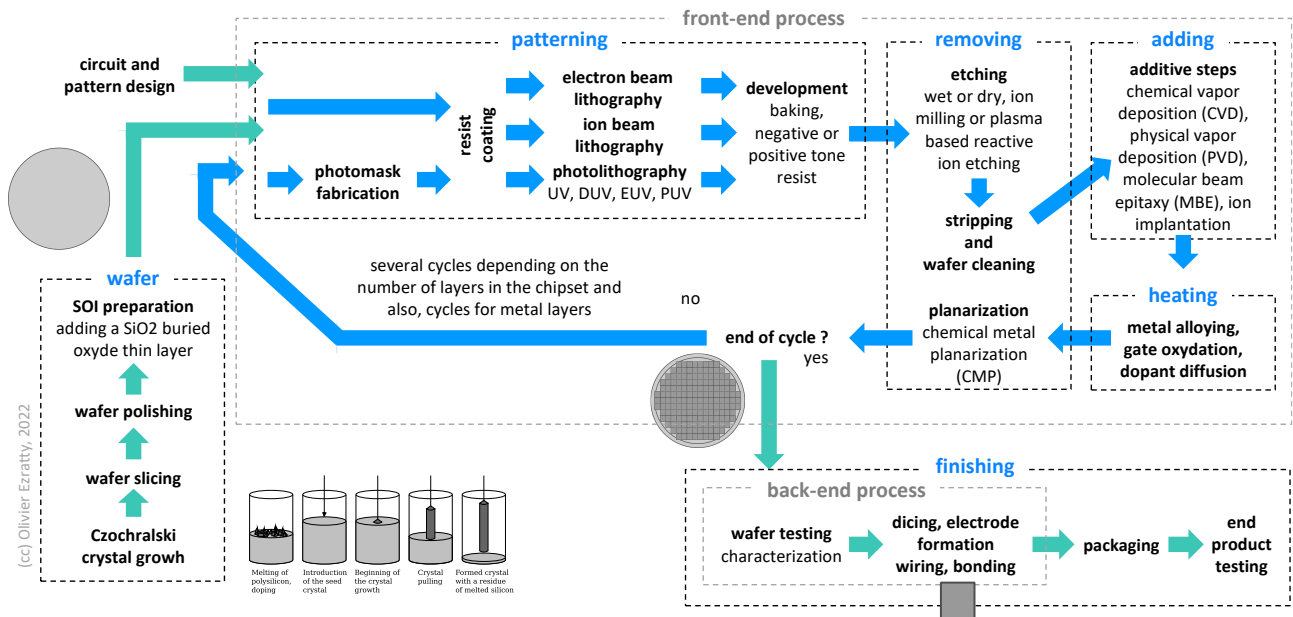 front-end process
patterning
removing
adding
circuit and
pattern design
resist
coating
electron beam
lithography
ion beam
lithography
photomask
fabrication
photolithography
UV, DUV, EUV, PUV
development
baking,
negative or
positive tone
resist
etching
wet or dry, ion
milling or plasma
based reactive
ion etching
stripping
and
wafer cleaning
additive steps
chemical vapor
deposition (CVD),
physical vapor
deposition (PVD),
molecular beam
epitaxy (MBE), ion
implantation
heating
metal alloying,
gate oxydation,
dopant diffusion
planarization
chemical metal
planarization
(CMP)
several cycles depending on the
number of layers in the chipset and
also, cycles for metal layers
no
end of cycle ?
yes
wafer
SOI preparation
adding a SiO2 buried
oxyde thin layer
wafer polishing
wafer slicing
Czochralski
crystal growth
(cc) Olivier Ezratty, 2022
Melting of
polysilicon,
doping
Introduction of
the seed
crystal
Beginning of
the crystal
growth
Crystal
pulling
Formed crystal
with a residue
of melted silicon
finishing
back-end process
wafer testing
characterization
dicing, electrode
formation
wiring, bonding
packaging
end
product
testing